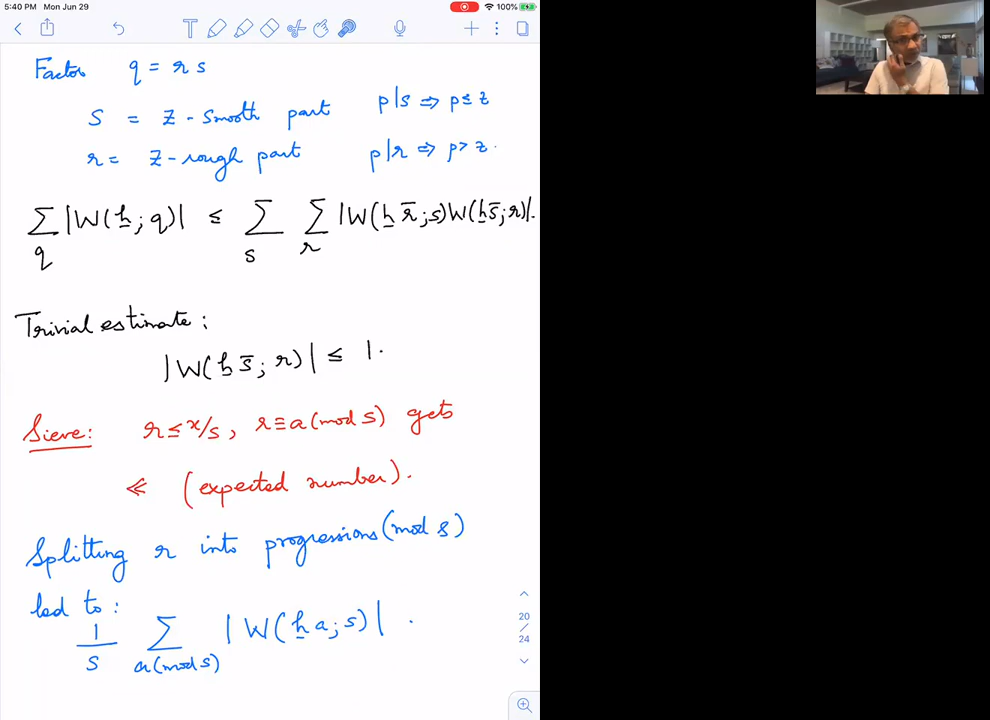 5:40 PM Mon Jun 29
100%
Factor q = r s
s = z - smooth part p|s ⇒ p ≤ z
r = z - rough part p|r ⇒ p > z.
∑_q |W(h; q)| ≤ ∑_s ∑_r |W(h r̄; s) W(h s̄; r)|.
Trivial estimate:
|W(h s̄; r)| ≤ 1.
Sieve: r ≤ x/s, r ≡ a (mod s) gets
≪ (expected number).
Splitting r into progressions (mod s)
led to:
1/s ∑_{a (mod s)} |W(h a; s)|.
20
/
24